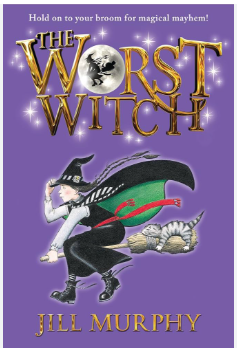 Hold on to your broom for magical mayhem!
THE
WORST
WITCH
JILL MURPHY